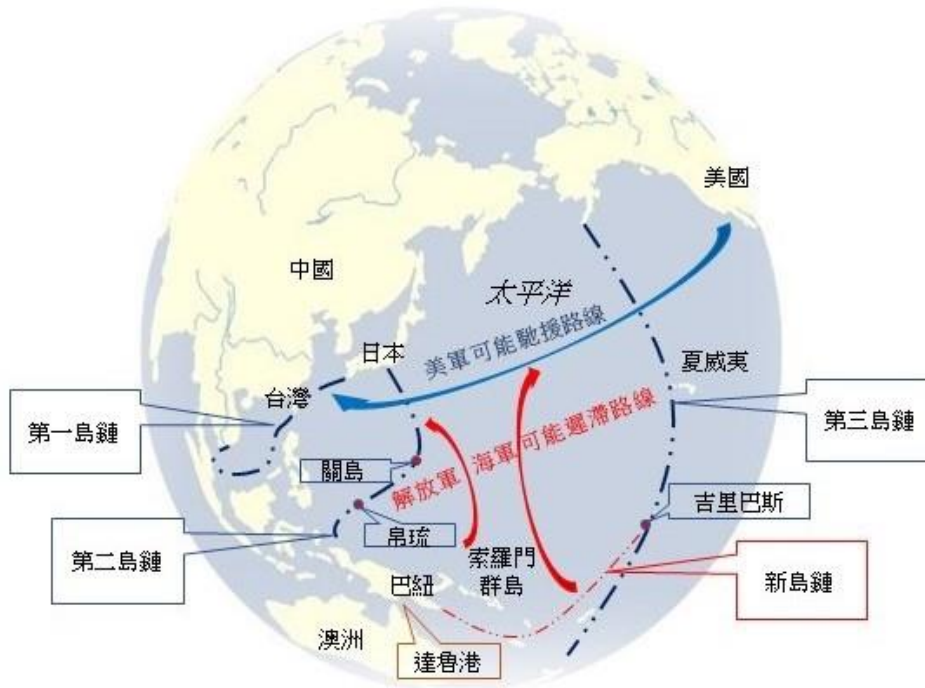 美國
中國
太平洋
美軍可能馳援路線
日本
夏威夷
台灣
第一島鏈
第三島鏈
解放軍 海軍可能遲滯路線
關島
吉里巴斯
帛琉
索羅門
群島
第二島鏈
巴紐
新島鏈
澳洲
達魯港